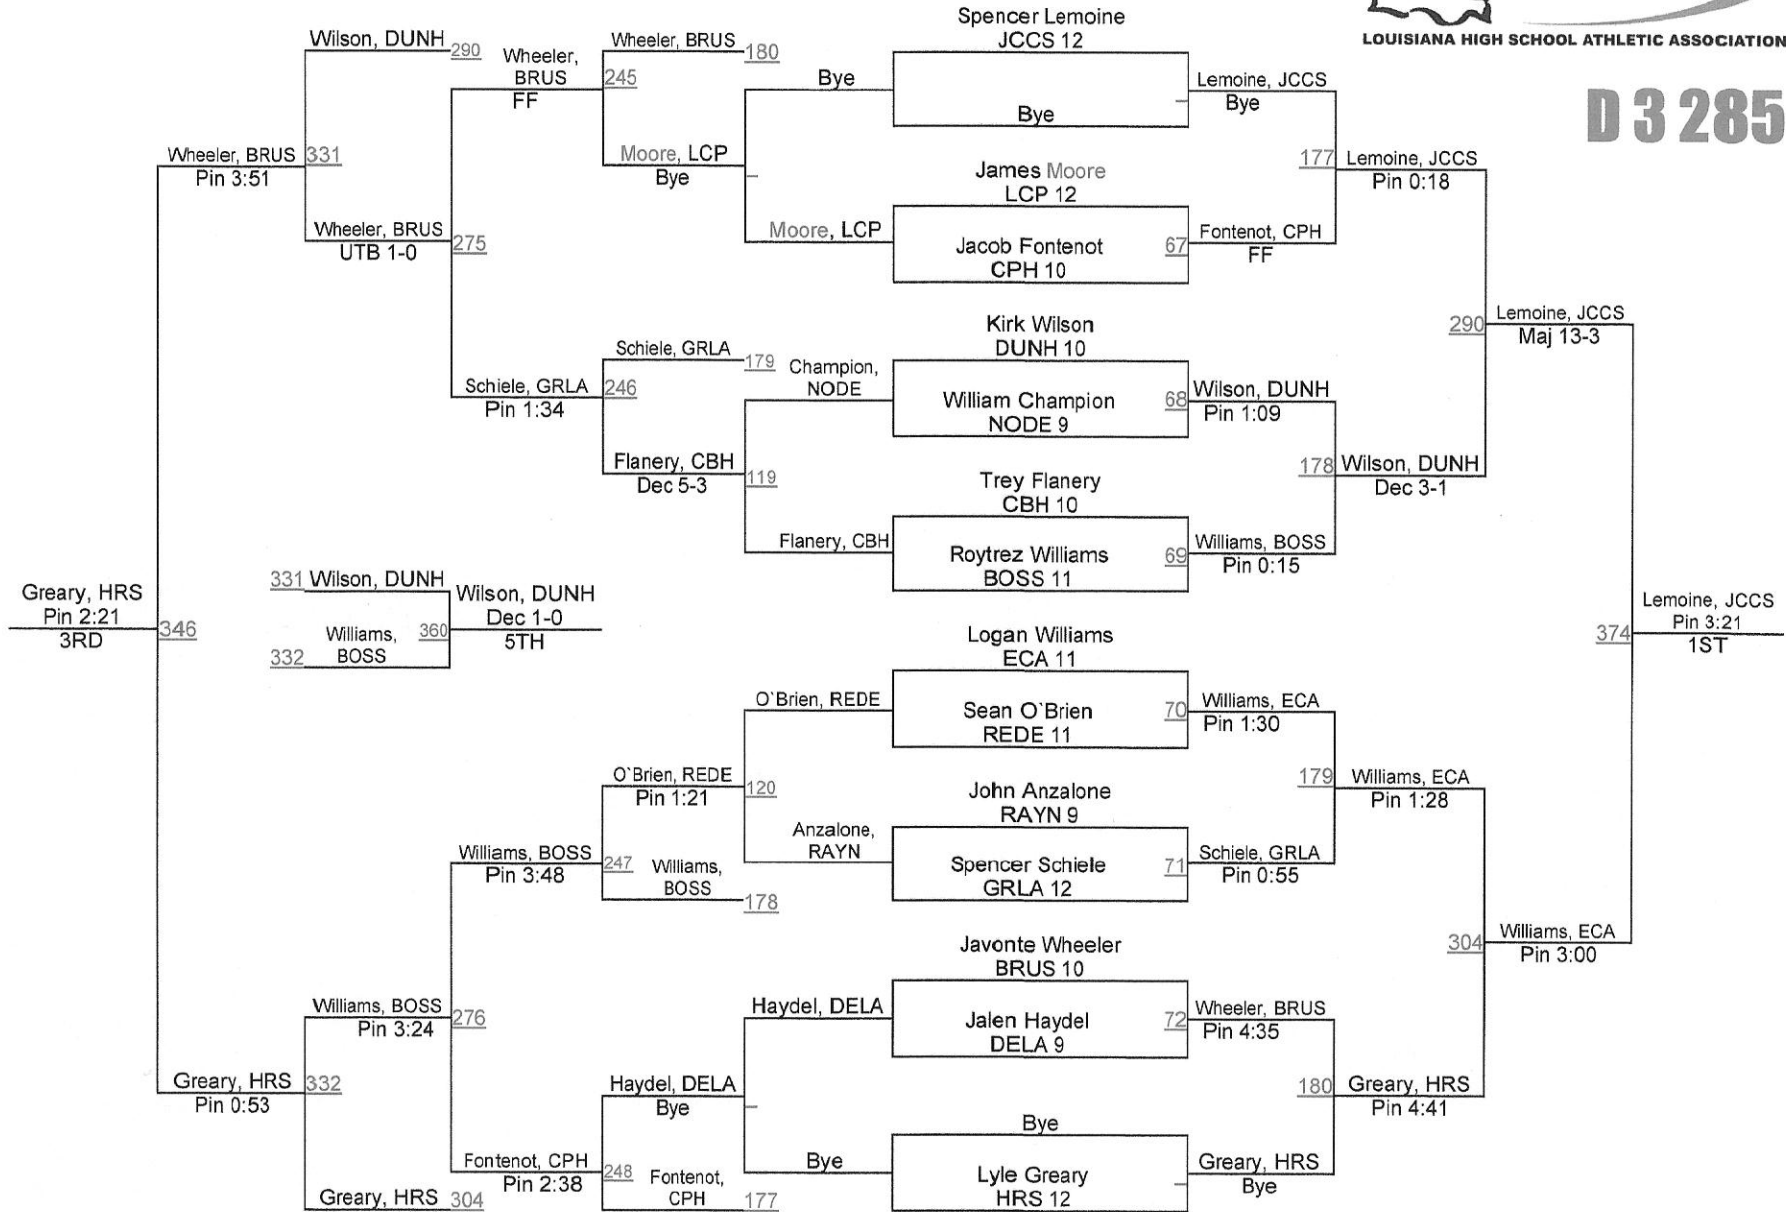 LOUISIANA HIGH SCHOOL ATHLETIC ASSOCIATION
D 3 285
Spencer Lemoine
JCCS 12
Bye
James Moore
LCP 12
Jacob Fontenot
CPH 10
67
Kirk Wilson
DUNH 10
William Champion
NODE 9
68
Trey Flanery
CBH 10
Roytrez Williams
BOSS 11
69
Logan Williams
ECA 11
Sean O`Brien
REDE 11
70
John Anzalone
RAYN 9
Spencer Schiele
GRLA 12
71
Javonte Wheeler
BRUS 10
Jalen Haydel
DELA 9
72
Bye
Lyle Greary
HRS 12
Lemoine, JCCS
Bye
177
Fontenot, CPH
FF
Wilson, DUNH
Pin 1:09
178
Williams, BOSS
Pin 0:15
Williams, ECA
Pin 1:30
179
Schiele, GRLA
Pin 0:55
Wheeler, BRUS
Pin 4:35
180
Greary, HRS
Bye
Lemoine, JCCS
Pin 0:18
290
Wilson, DUNH
Dec 3-1
Williams, ECA
Pin 1:28
304
Greary, HRS
Pin 4:41
Lemoine, JCCS
Maj 13-3
374
Williams, ECA
Pin 3:00
Lemoine, JCCS
Pin 3:21
1ST
Bye
Moore, LCP
Champion,
NODE
119
Flanery, CBH
O`Brien, REDE
120
Anzalone,
RAYN
Haydel, DELA
Bye
Wheeler, BRUS
180
245
Moore, LCP
Bye
Schiele, GRLA
179
246
Flanery, CBH
Dec 5-3
O`Brien, REDE
Pin 1:21
247
Williams,
BOSS
178
Haydel, DELA
Bye
248
Fontenot,
CPH
177
Wheeler,
BRUS
FF
275
Schiele, GRLA
Pin 1:34
Williams, BOSS
Pin 3:48
276
Fontenot, CPH
Pin 2:38
Wilson, DUNH
290
331
Wheeler, BRUS
UTB 1-0
Williams, BOSS
Pin 3:24
332
Greary, HRS
304
Wheeler, BRUS
Pin 3:51
346
Greary, HRS
Pin 0:53
Greary, HRS
Pin 2:21
3RD
331
Wilson, DUNH
360
332
Williams,
BOSS
Wilson, DUNH
Dec 1-0
5TH